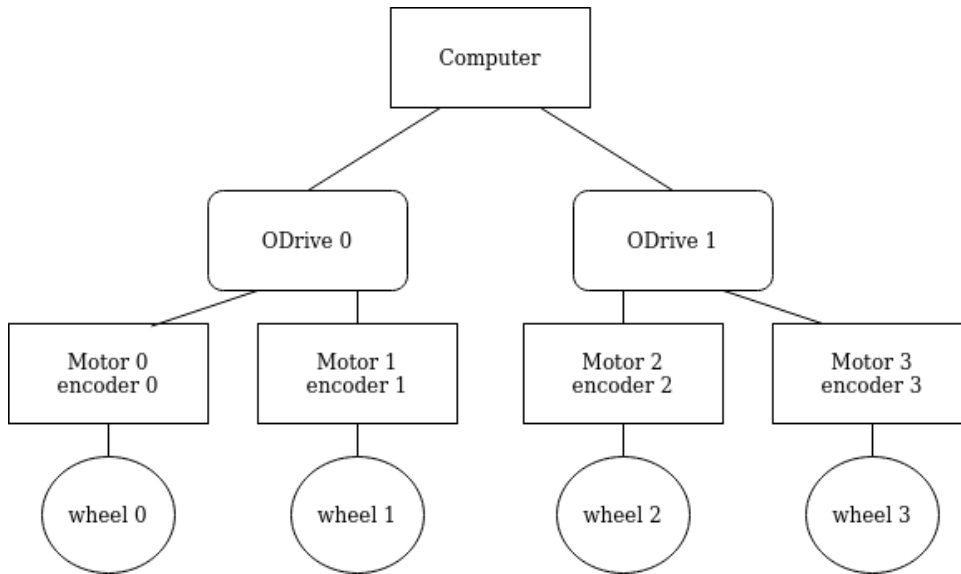 Computer
ODrive 0
ODrive 1
Motor 0
encoder 0
Motor 1
encoder 1
Motor 2
encoder 2
Motor 3
encoder 3
wheel 0
wheel 1
wheel 2
wheel 3